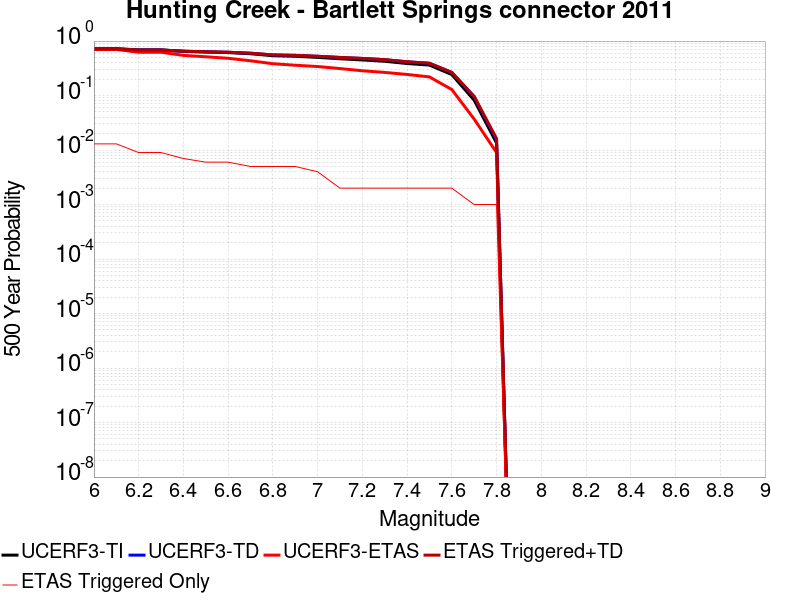 Hunting Creek - Bartlett Springs connector 2011
10^0
10^-1
10^-2
10^-3
10^-4
10^-5
10^-6
10^-7
10^-8
500 Year Probability
6 6.2 6.4 6.6 6.8 7 7.2 7.4 7.6 7.8 8 8.2 8.4 8.6 8.8 9
Magnitude
UCERF3-TI UCERF3-TD UCERF3-ETAS ETAS Triggered+TD
ETAS Triggered Only